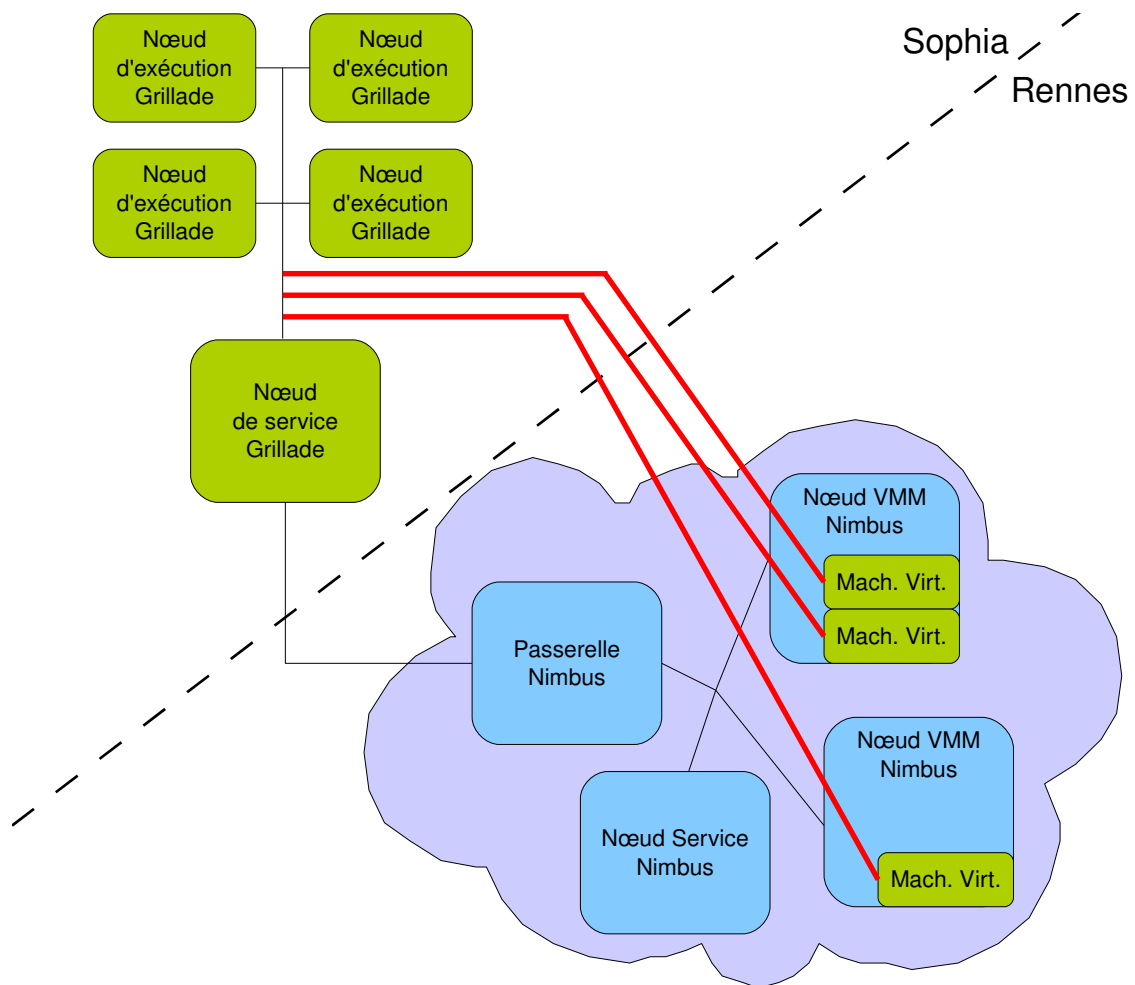 Nœud
d'exécution
Grillade
Nœud
d'exécution
Grillade
Sophia
Rennes
Nœud
d'exécution
Grillade
Nœud
d'exécution
Grillade
Nœud
de service
Grillade
Nœud VMM
Nimbus
Mach. Virt.
Mach. Virt.
Passerelle
Nimbus
Nœud VMM
Nimbus
Mach. Virt.
Nœud Service
Nimbus